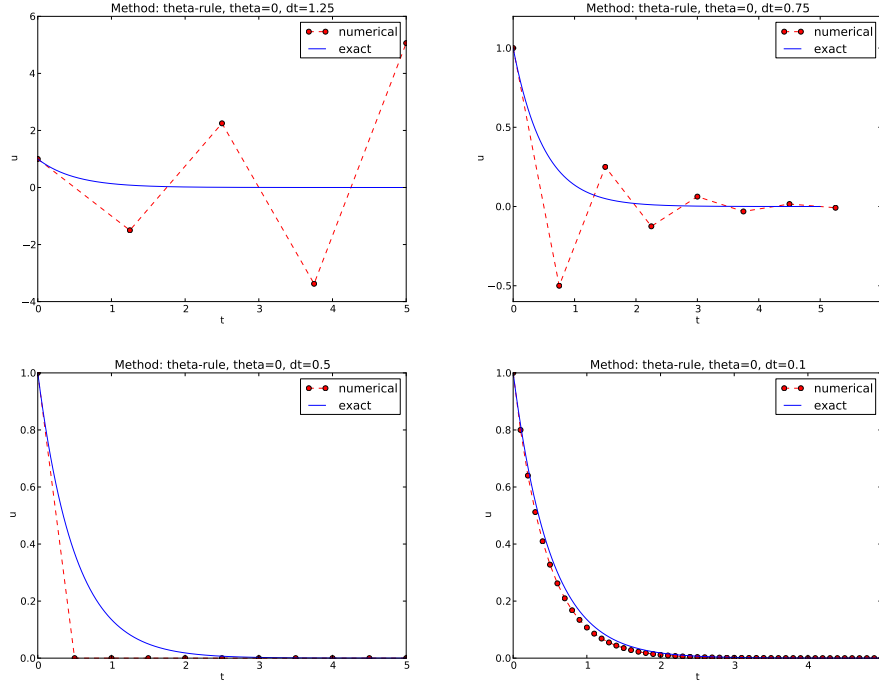 Method: theta-rule, theta=0, dt=1.25
numerical
exact
6
4
2
0
−2
−4
u
0 1 2 3 4 5
t
Method: theta-rule, theta=0, dt=0.75
numerical
exact
1.0
0.5
0.0
−0.5
u
0 1 2 3 4 5
t
Method: theta-rule, theta=0, dt=0.5
numerical
exact
1.0
0.8
0.6
0.4
0.2
0.0
u
0 1 2 3 4 5
t
Method: theta-rule, theta=0, dt=0.1
numerical
exact
1.0
0.8
0.6
0.4
0.2
0.0
u
0 1 2 3 4
t